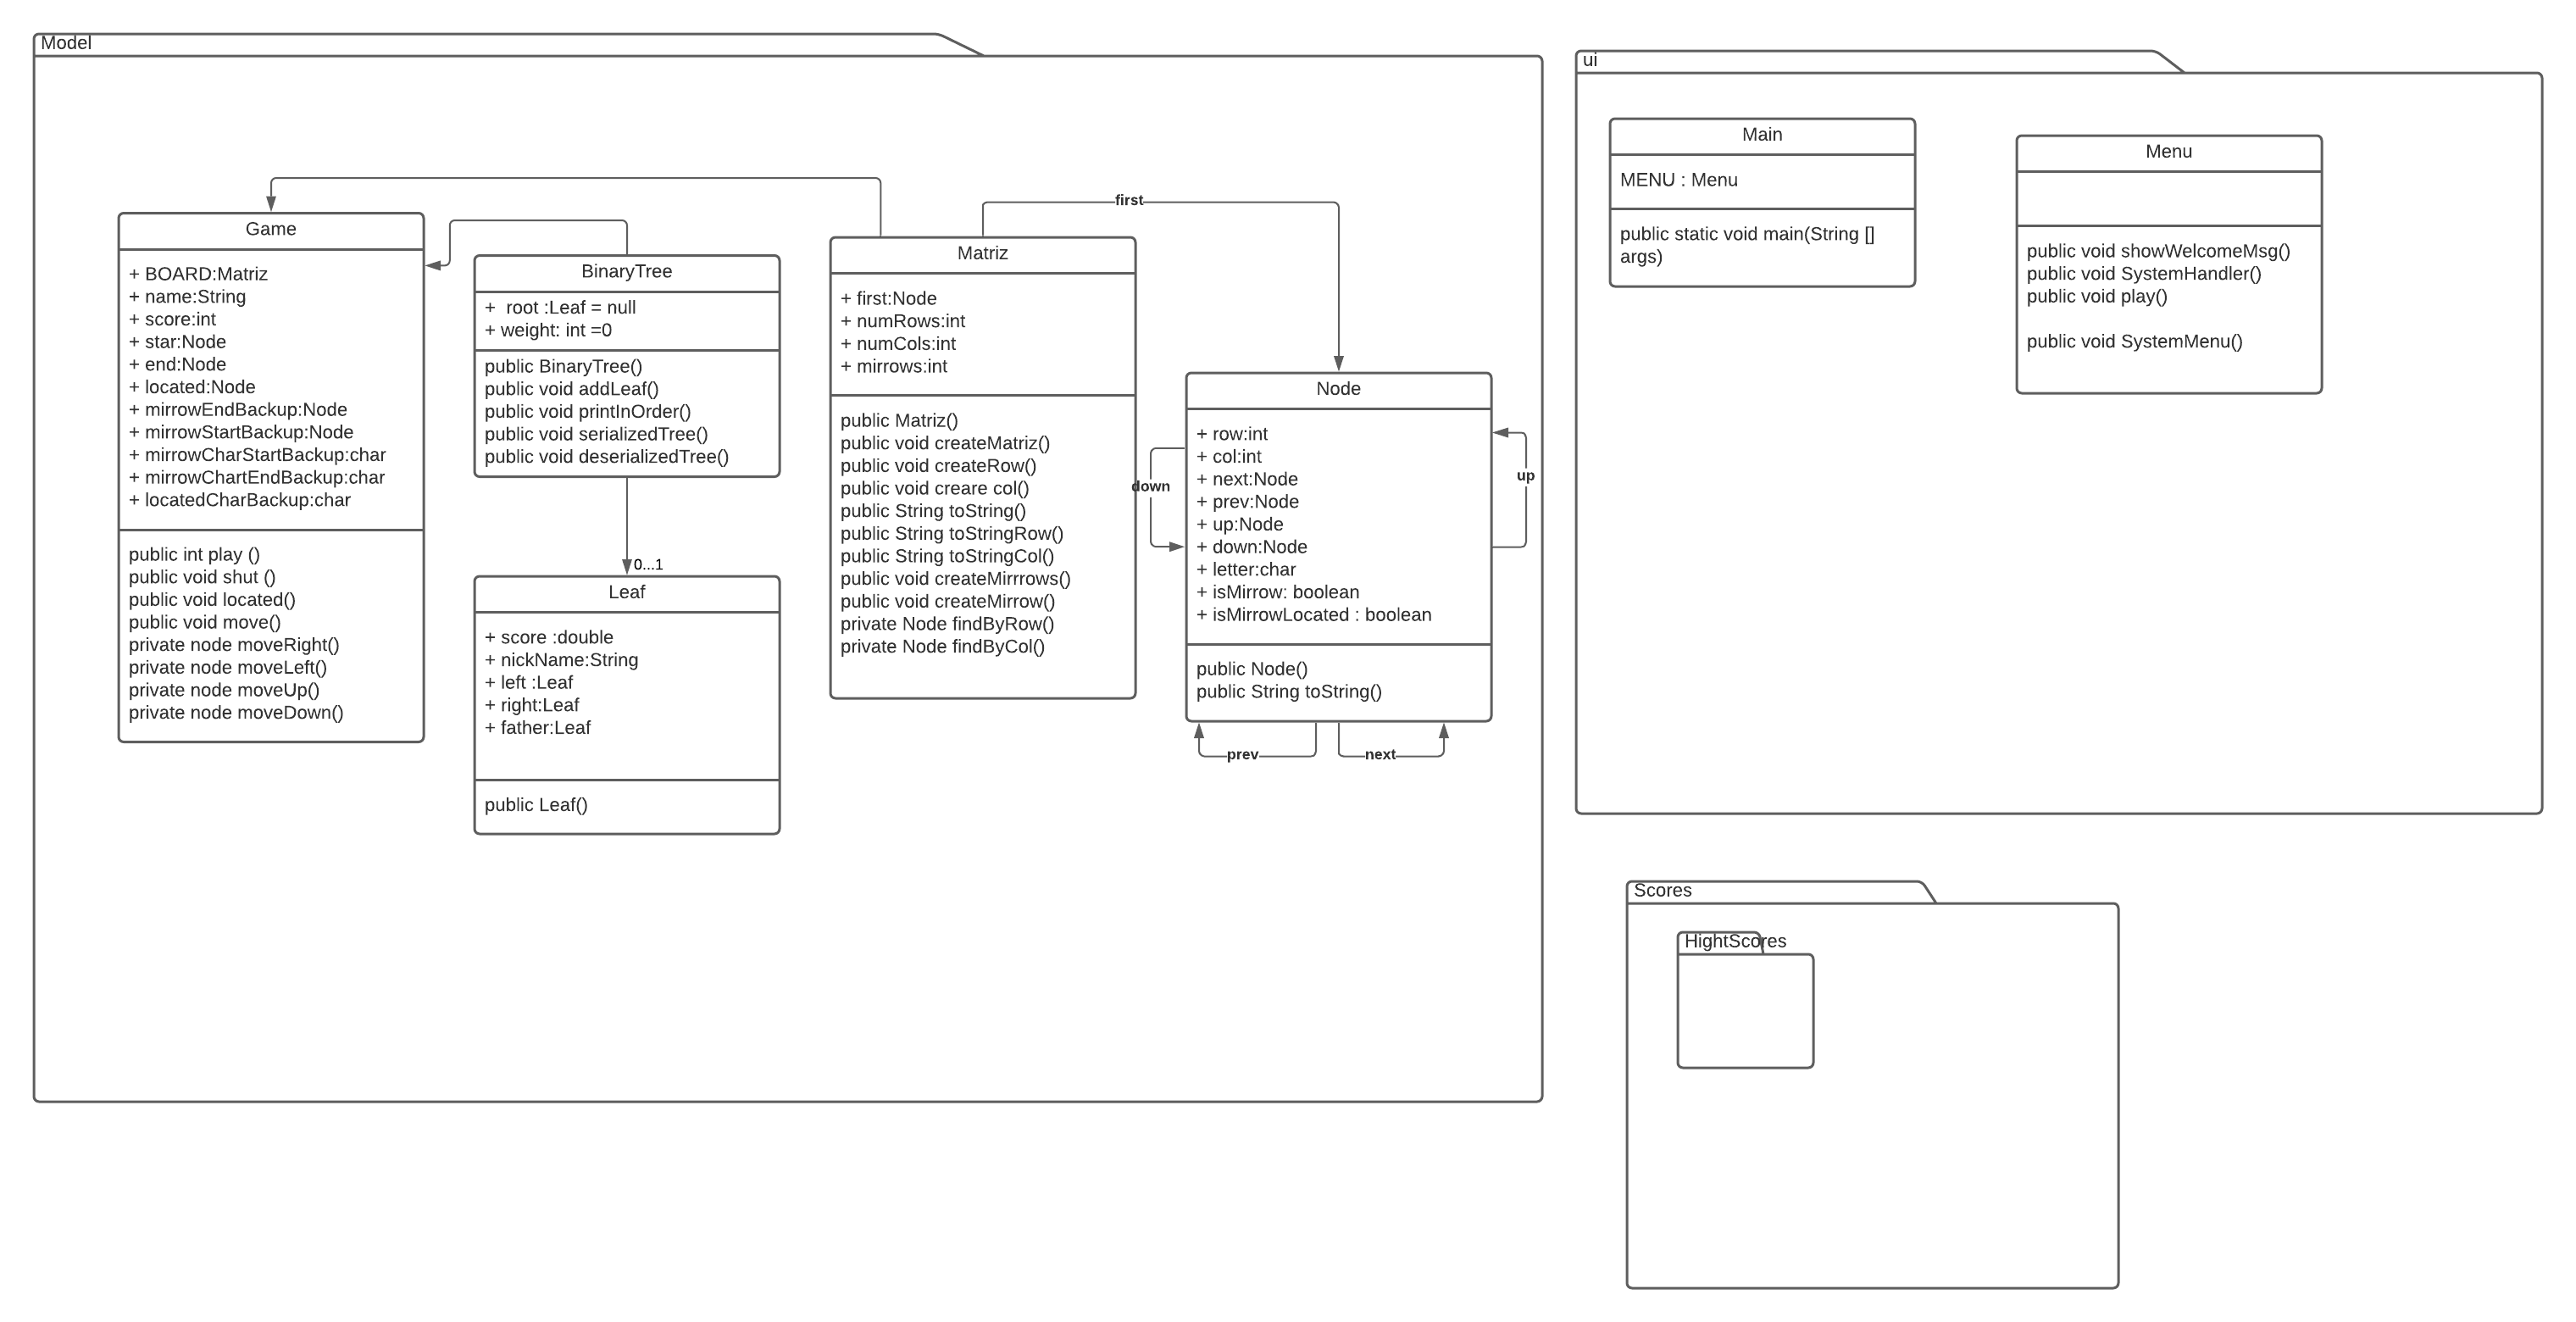 Model
Game
+ BOARD:Matriz
+ name:String
+ score:int
+ star:Node
+ end:Node
+ located:Node
+ mirrowEndBackup:Node
+ mirrowStartBackup:Node
+ mirrowCharStartBackup:char
+ mirrowChartEndBackup:char
+ locatedCharBackup:char
public int play ()
public void shut ()
public void located()
public void move()
private node moveRight()
private node moveLeft()
private node moveUp()
private node moveDown()
BinaryTree
+  root :Leaf = null
+ weight: int =0
public BinaryTree()
public void addLeaf()
public void printInOrder()
public void serializedTree()
public void deserializedTree()
0...1
Leaf
+ score :double
+ nickName:String
+ left :Leaf
+ right:Leaf
+ father:Leaf
public Leaf()
Matriz
+ first:Node
+ numRows:int
+ numCols:int
+ mirrows:int
public Matriz()
public void createMatriz()
public void createRow()
public void creare col()
public String toString()
public String toStringRow()
public String toStringCol()
public void createMirrrows()
public void createMirrow()
private Node findByRow()
private Node findByCol()
first
Node
+ row:int
+ col:int
+ next:Node
+ prev:Node
+ up:Node
+ down:Node
+ letter:char
+ isMirrow: boolean
+ isMirrowLocated : boolean
public Node()
public String toString()
down
up
prev
next
ui
Main
MENU : Menu
public static void main(String []
args)
Menu
public void showWelcomeMsg()
public void SystemHandler()
public void play()
public void SystemMenu()
Scores
HightScores